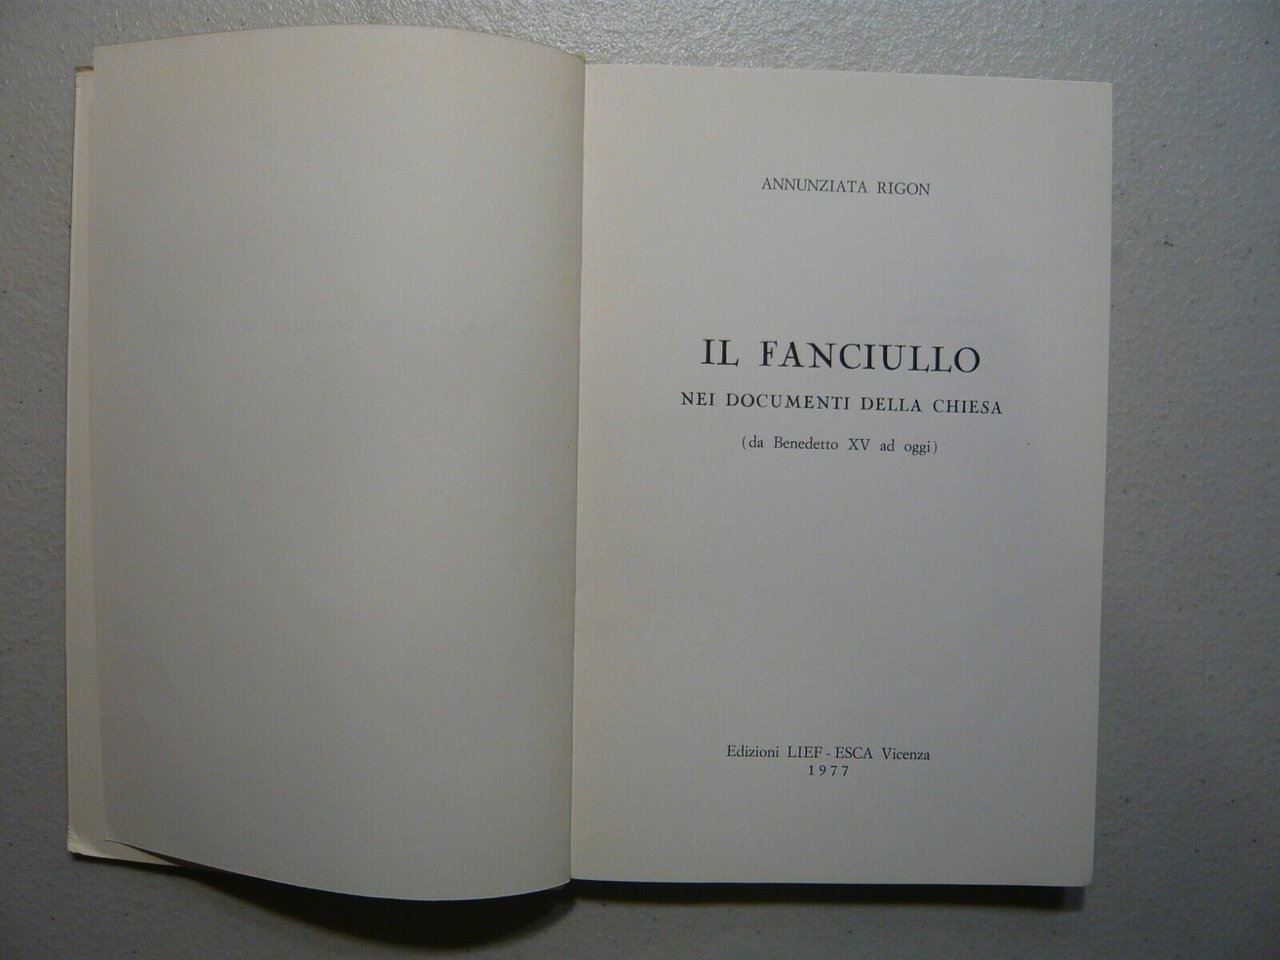 ANNUNZIATA RIGON
IL FANCIULLO
NEI DOCUMENTI DELLA CHIESA
(da Benedetto XV ad oggi)
Edizioni LIEF - ESCA Vicenza
1977